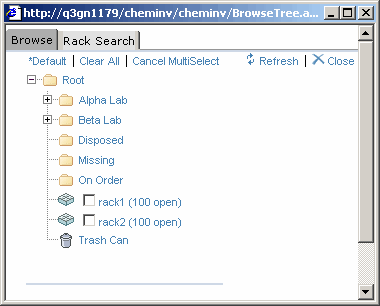 http://q3gn1179/cheminv/cheminv/BrowseTree.a...
Browse Rack Search
*Default | Clear All | Cancel MultiSelect Refresh | Close
Root
Alpha Lab
Beta Lab
Disposed
Missing
On Order
rack1 (100 open)
rack2 (100 open)
Trash Can